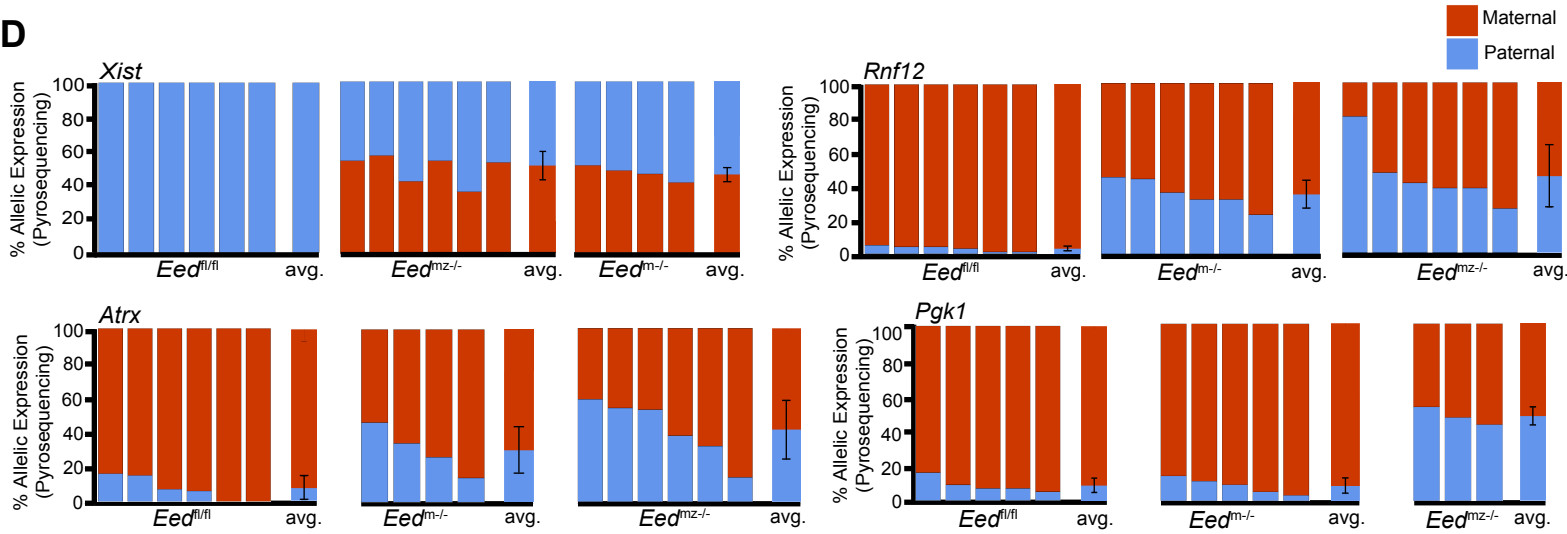 D
Maternal
Paternal
Xist
% Allelic Expression
(Pyrosequencing)
100
80
60
40
20
0
Eedfl/fl avg. Eedmz-/- avg. Eedm-/- avg.
Rnf12
% Allelic Expression
(Pyrosequencing)
100
80
60
40
20
0
Eedfl/fl avg. Eedm-/- avg. Eedmz-/- avg.
Atrx
% Allelic Expression
(Pyrosequencing)
100
80
60
40
20
0
Eedfl/fl avg. Eedm-/- avg. Eedmz-/- avg.
Pgk1
% Allelic Expression
(Pyrosequencing)
100
80
60
40
20
0
Eedfl/fl avg. Eedm-/- avg. Eedmz-/- avg.